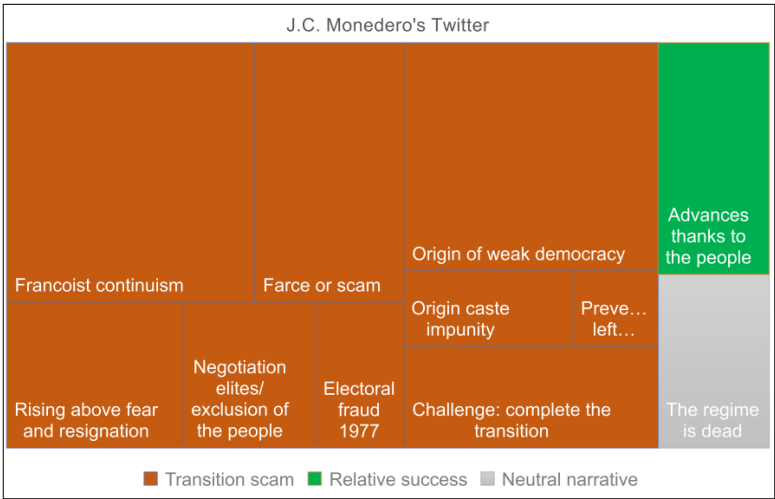 J.C. Monedero's Twitter
Francoist continuism
Farce or scam
Origin of weak democracy
Advances
thanks to
the people
Origin caste
impunity
Preve…
left…
Rising above fear
and resignation
Negotiation
elites/
exclusion of
the people
Electoral
fraud
1977
Challenge: complete the
transition
The regime
is dead
Transition scam
Relative success
Neutral narrative